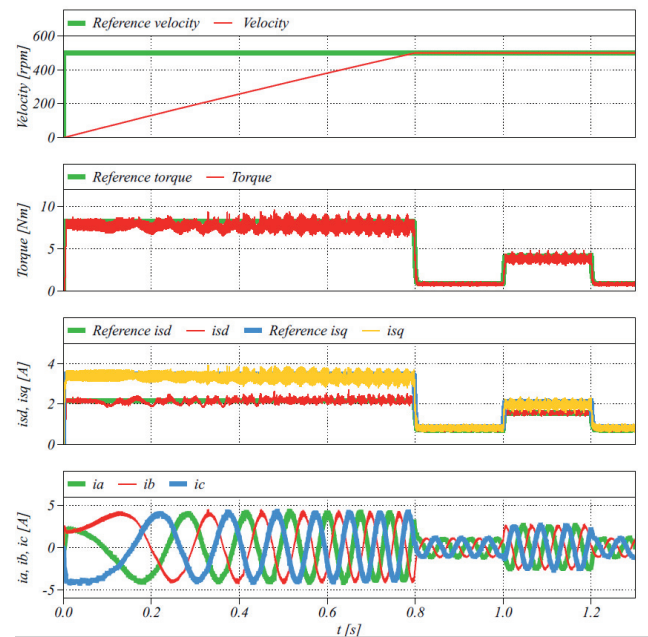 Reference velocity Velocity
600
400
200
0
Velocity [rpm]
Reference torque Torque
10
5
0
Torque [Nm]
Reference isd isd Reference isq isq
4
2
0
isd, isq [A]
ia ib ic
5
0
-5
ia, ib, ic [A]
0.0 0.2 0.4 0.6 0.8 1.0 1.2
t [s]